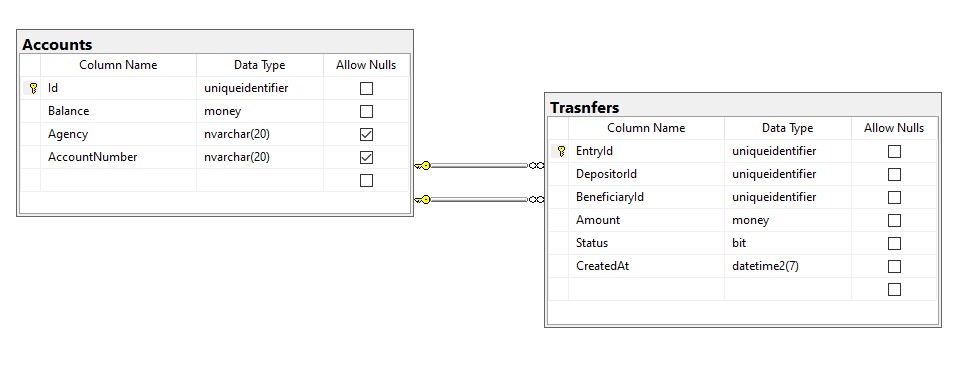 Accounts
Column Name Data Type Allow Nulls
Id uniqueidentifier
Balance money
Agency nvarchar(20)
AccountNumber nvarchar(20)
Trasnfers
Column Name Data Type Allow Nulls
EntryId uniqueidentifier
DepositorId uniqueidentifier
BeneficiaryId uniqueidentifier
Amount money
Status bit
CreatedAt datetime2(7)